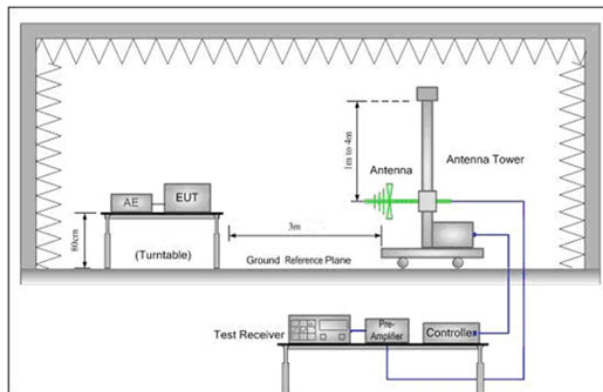 1m to 4m
Antenna
Antenna Tower
AE
EUT
80cm
(Turntable)
3m
Ground Reference Plane
Test Receiver
Pre-
Amplifier
Controller